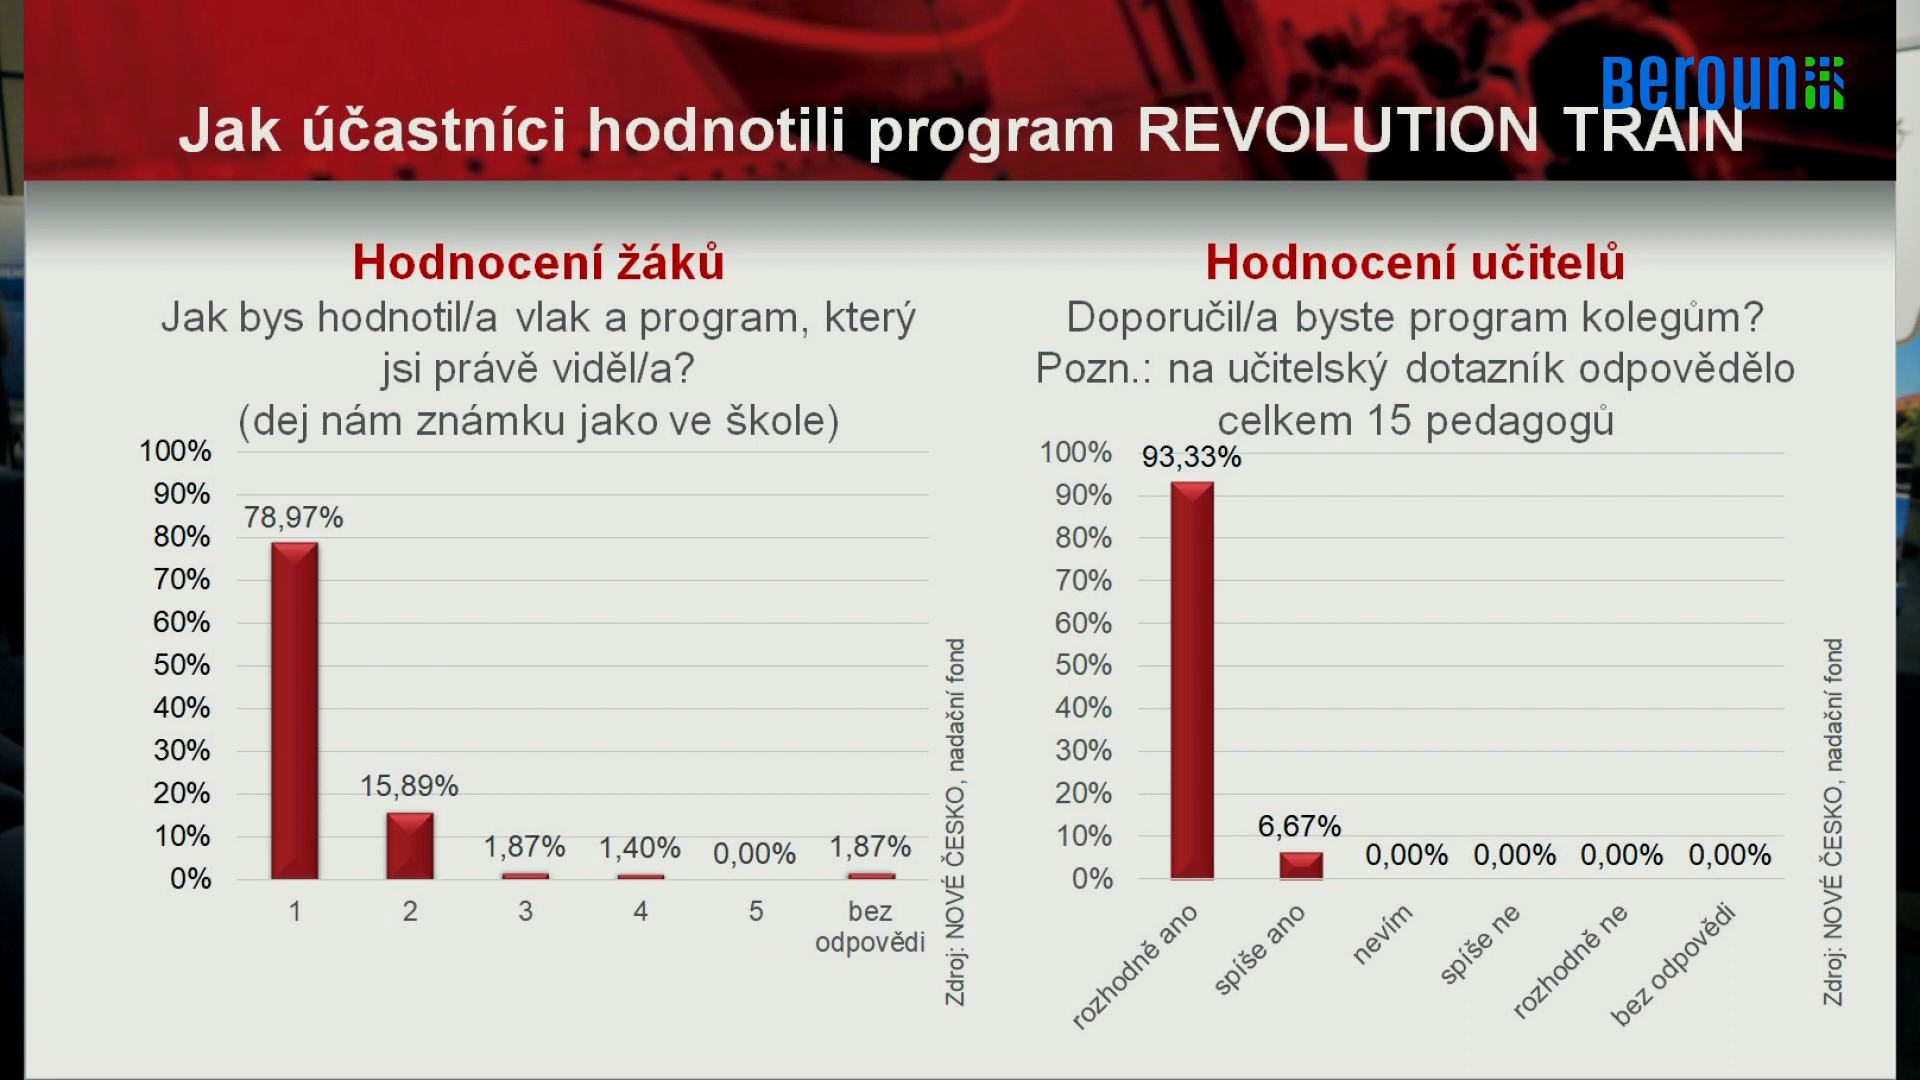 Beroun
Jak účastníci hodnotili program REVOLUTION TRAIN
Hodnocení žáků
Jak bys hodnotil/a vlak a program, který
jsi právě viděl/a?
(dej nám známku jako ve škole)
100%
90%
80%
70%
60%
50%
40%
30%
20%
10%
0%
78,97%
15,89%
1,87%
1,40%
0,00%
1,87%
1
2
3
4
5
bez
odpovědi
Zdroj: NOVÉ ČESKO, nadační fond
Hodnocení učitelů
Doporučil/a byste program kolegům?
Pozn.: na učitelský dotazník odpovědělo
celkem 15 pedagogů
100%
90%
80%
70%
60%
50%
40%
30%
20%
10%
0%
93,33%
6,67%
0,00%
0,00%
0,00%
0,00%
rozhodně ano
spíše ano
nevím
spíše ne
rozhodně ne
bez odpovědi
Zdroj: NOVÉ ČESKO, nadační fond